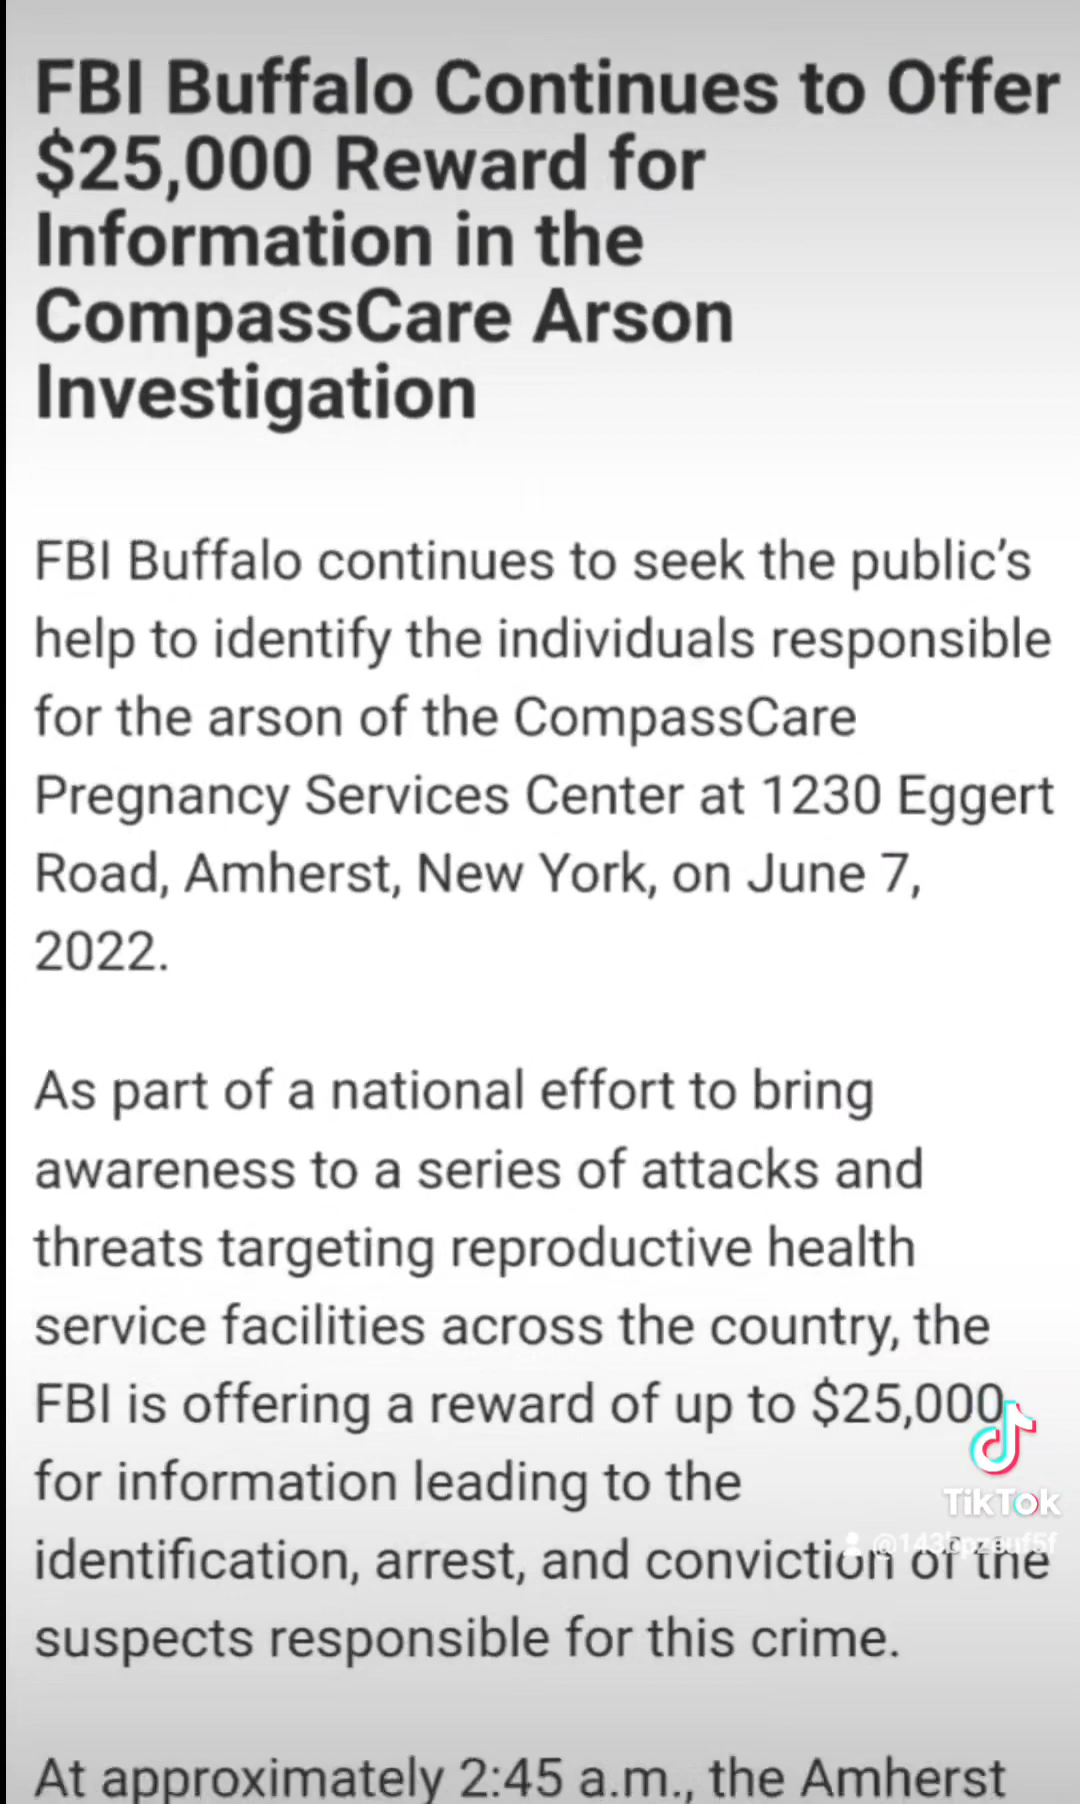 FBI Buffalo Continues to Offer
$25,000 Reward for
Information in the
CompassCare Arson
Investigation
FBI Buffalo continues to seek the public’s
help to identify the individuals responsible
for the arson of the CompassCare
Pregnancy Services Center at 1230 Eggert
Road, Amherst, New York, on June 7,
2022.
As part of a national effort to bring
awareness to a series of attacks and
threats targeting reproductive health
service facilities across the country, the
FBI is offering a reward of up to $25,000
for information leading to the
identification, arrest, and conviction of the
suspects responsible for this crime.
At approximately 2:45 a.m., the Amherst
TikTok